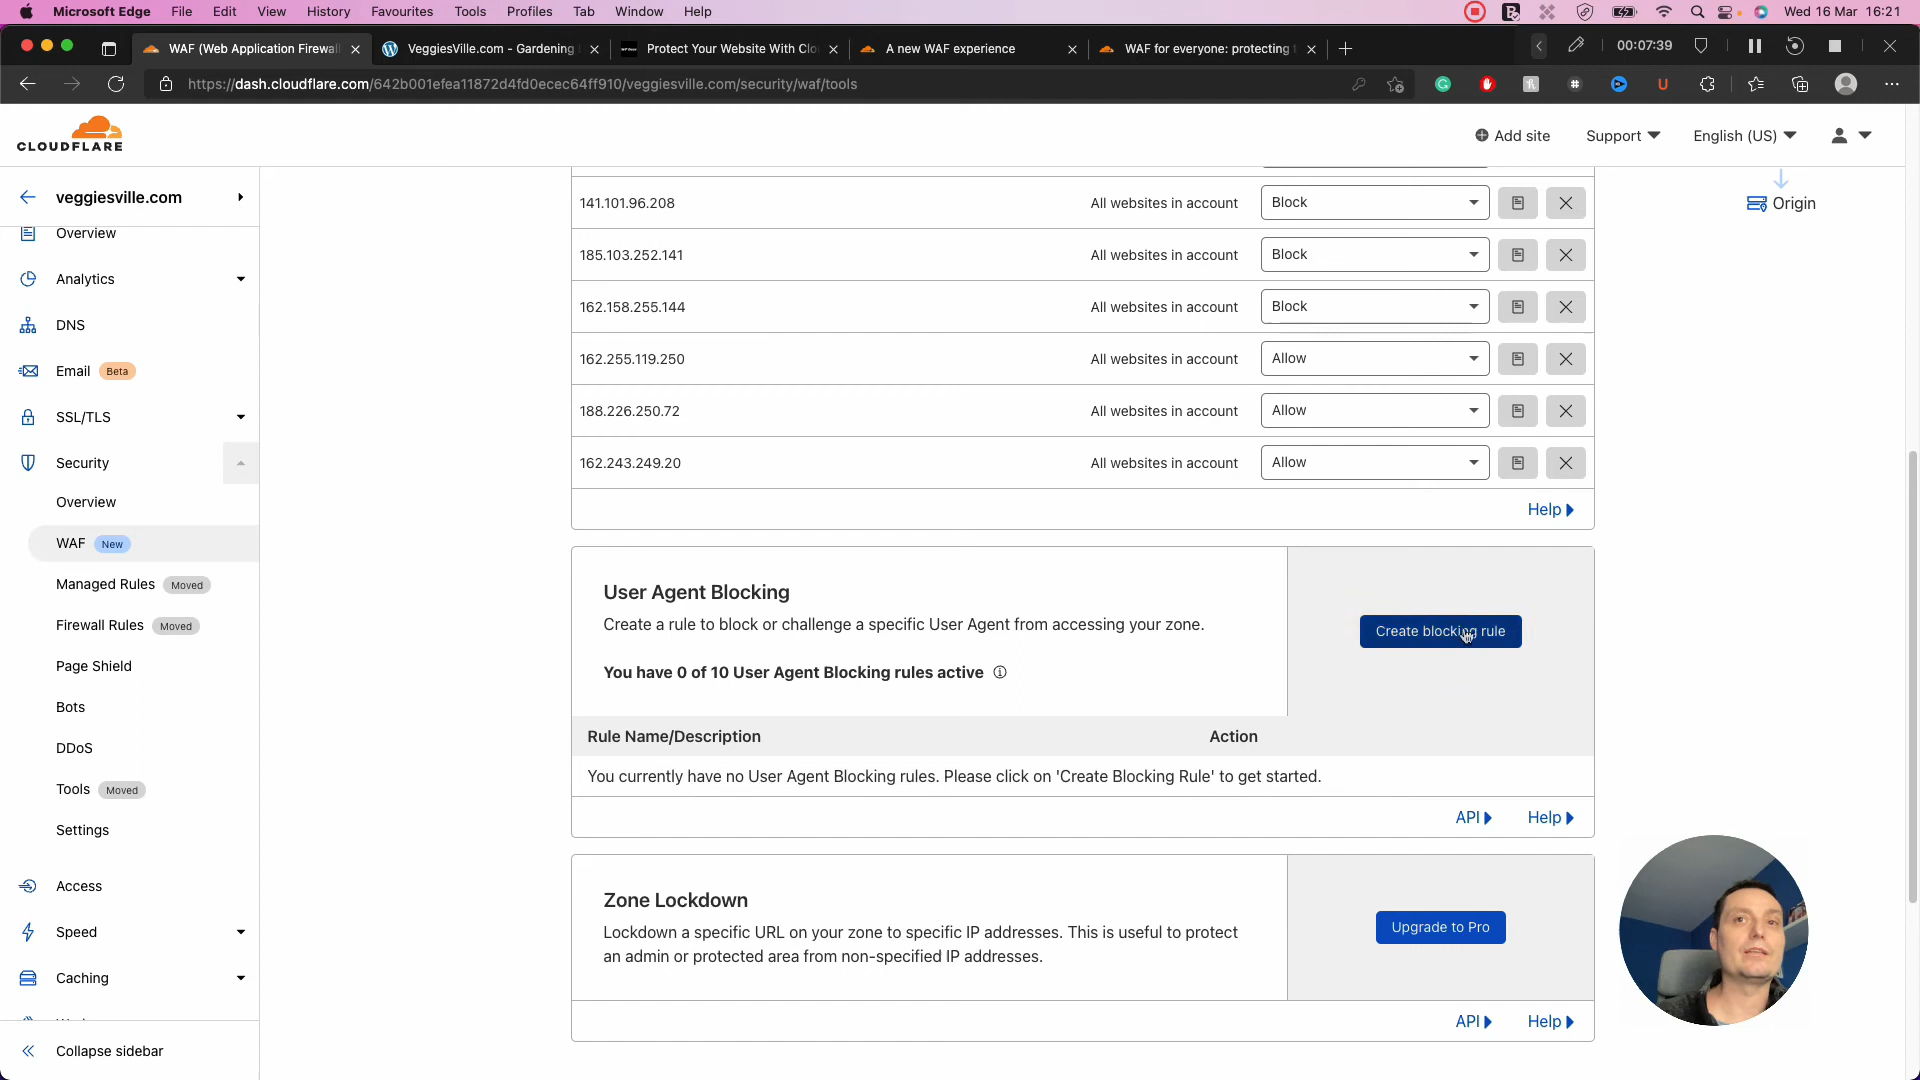 Microsoft Edge File Edit View History Favourites Tools Profiles Tab Window Help Wed 16 Mar 16:21
WAF (Web Application Firewall VeggiesVille.com - Gardening Protect Your Website With Clo A new WAF experience WAF for everyone: protecting 00:07:39
https://dash.cloudflare.com/642b001efea11872d4fd0ecec64ff910/veggiesville.com/security/waf/tools
CLOUDFLARE
Add site Support English (US)
veggiesville.com
Overview
Analytics
DNS
Email Beta
SSL/TLS
Security
Overview
WAF New
Managed Rules Moved
Firewall Rules Moved
Page Shield
Bots
DDoS
Tools Moved
Settings
Access
Speed
Caching
Collapse sidebar
141.101.96.208 All websites in account Block
185.103.252.141 All websites in account Block
162.158.255.144 All websites in account Block
162.255.119.250 All websites in account Allow
188.226.250.72 All websites in account Allow
162.243.249.20 All websites in account Allow
Help
Origin
User Agent Blocking
Create a rule to block or challenge a specific User Agent from accessing your zone.
You have 0 of 10 User Agent Blocking rules active
Create blocking rule
Rule Name/Description Action
You currently have no User Agent Blocking rules. Please click on 'Create Blocking Rule' to get started.
API Help
Zone Lockdown
Lockdown a specific URL on your zone to specific IP addresses. This is useful to protect
an admin or protected area from non-specified IP addresses.
Upgrade to Pro
API Help